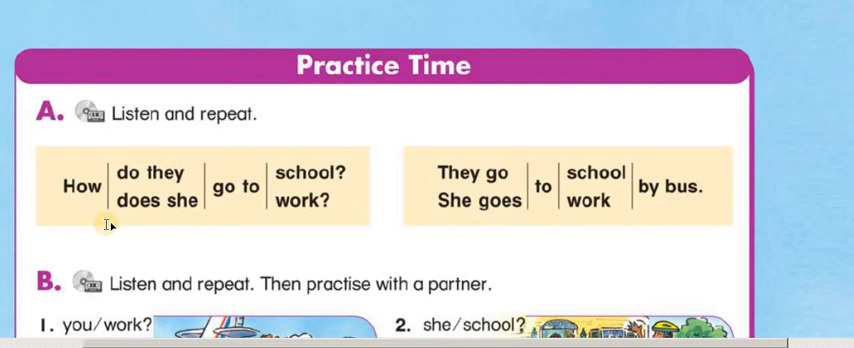 Practice Time
A. Listen and repeat.
How do they go to school?
does she work?
They go to school by bus.
She goes work
B. Listen and repeat. Then practise with a partner.
1. you/work?
2. she/school?